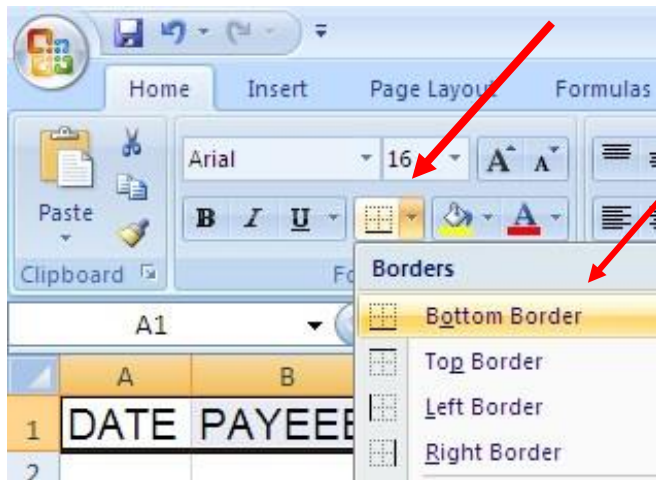 Home Insert Page Layout Formulas
Arial 16 A A
Paste B I U A
Clipboard Fo
Borders
A1
Bottom Border
Top Border
Left Border
Right Border
A B
1 DATE PAYEEE
2